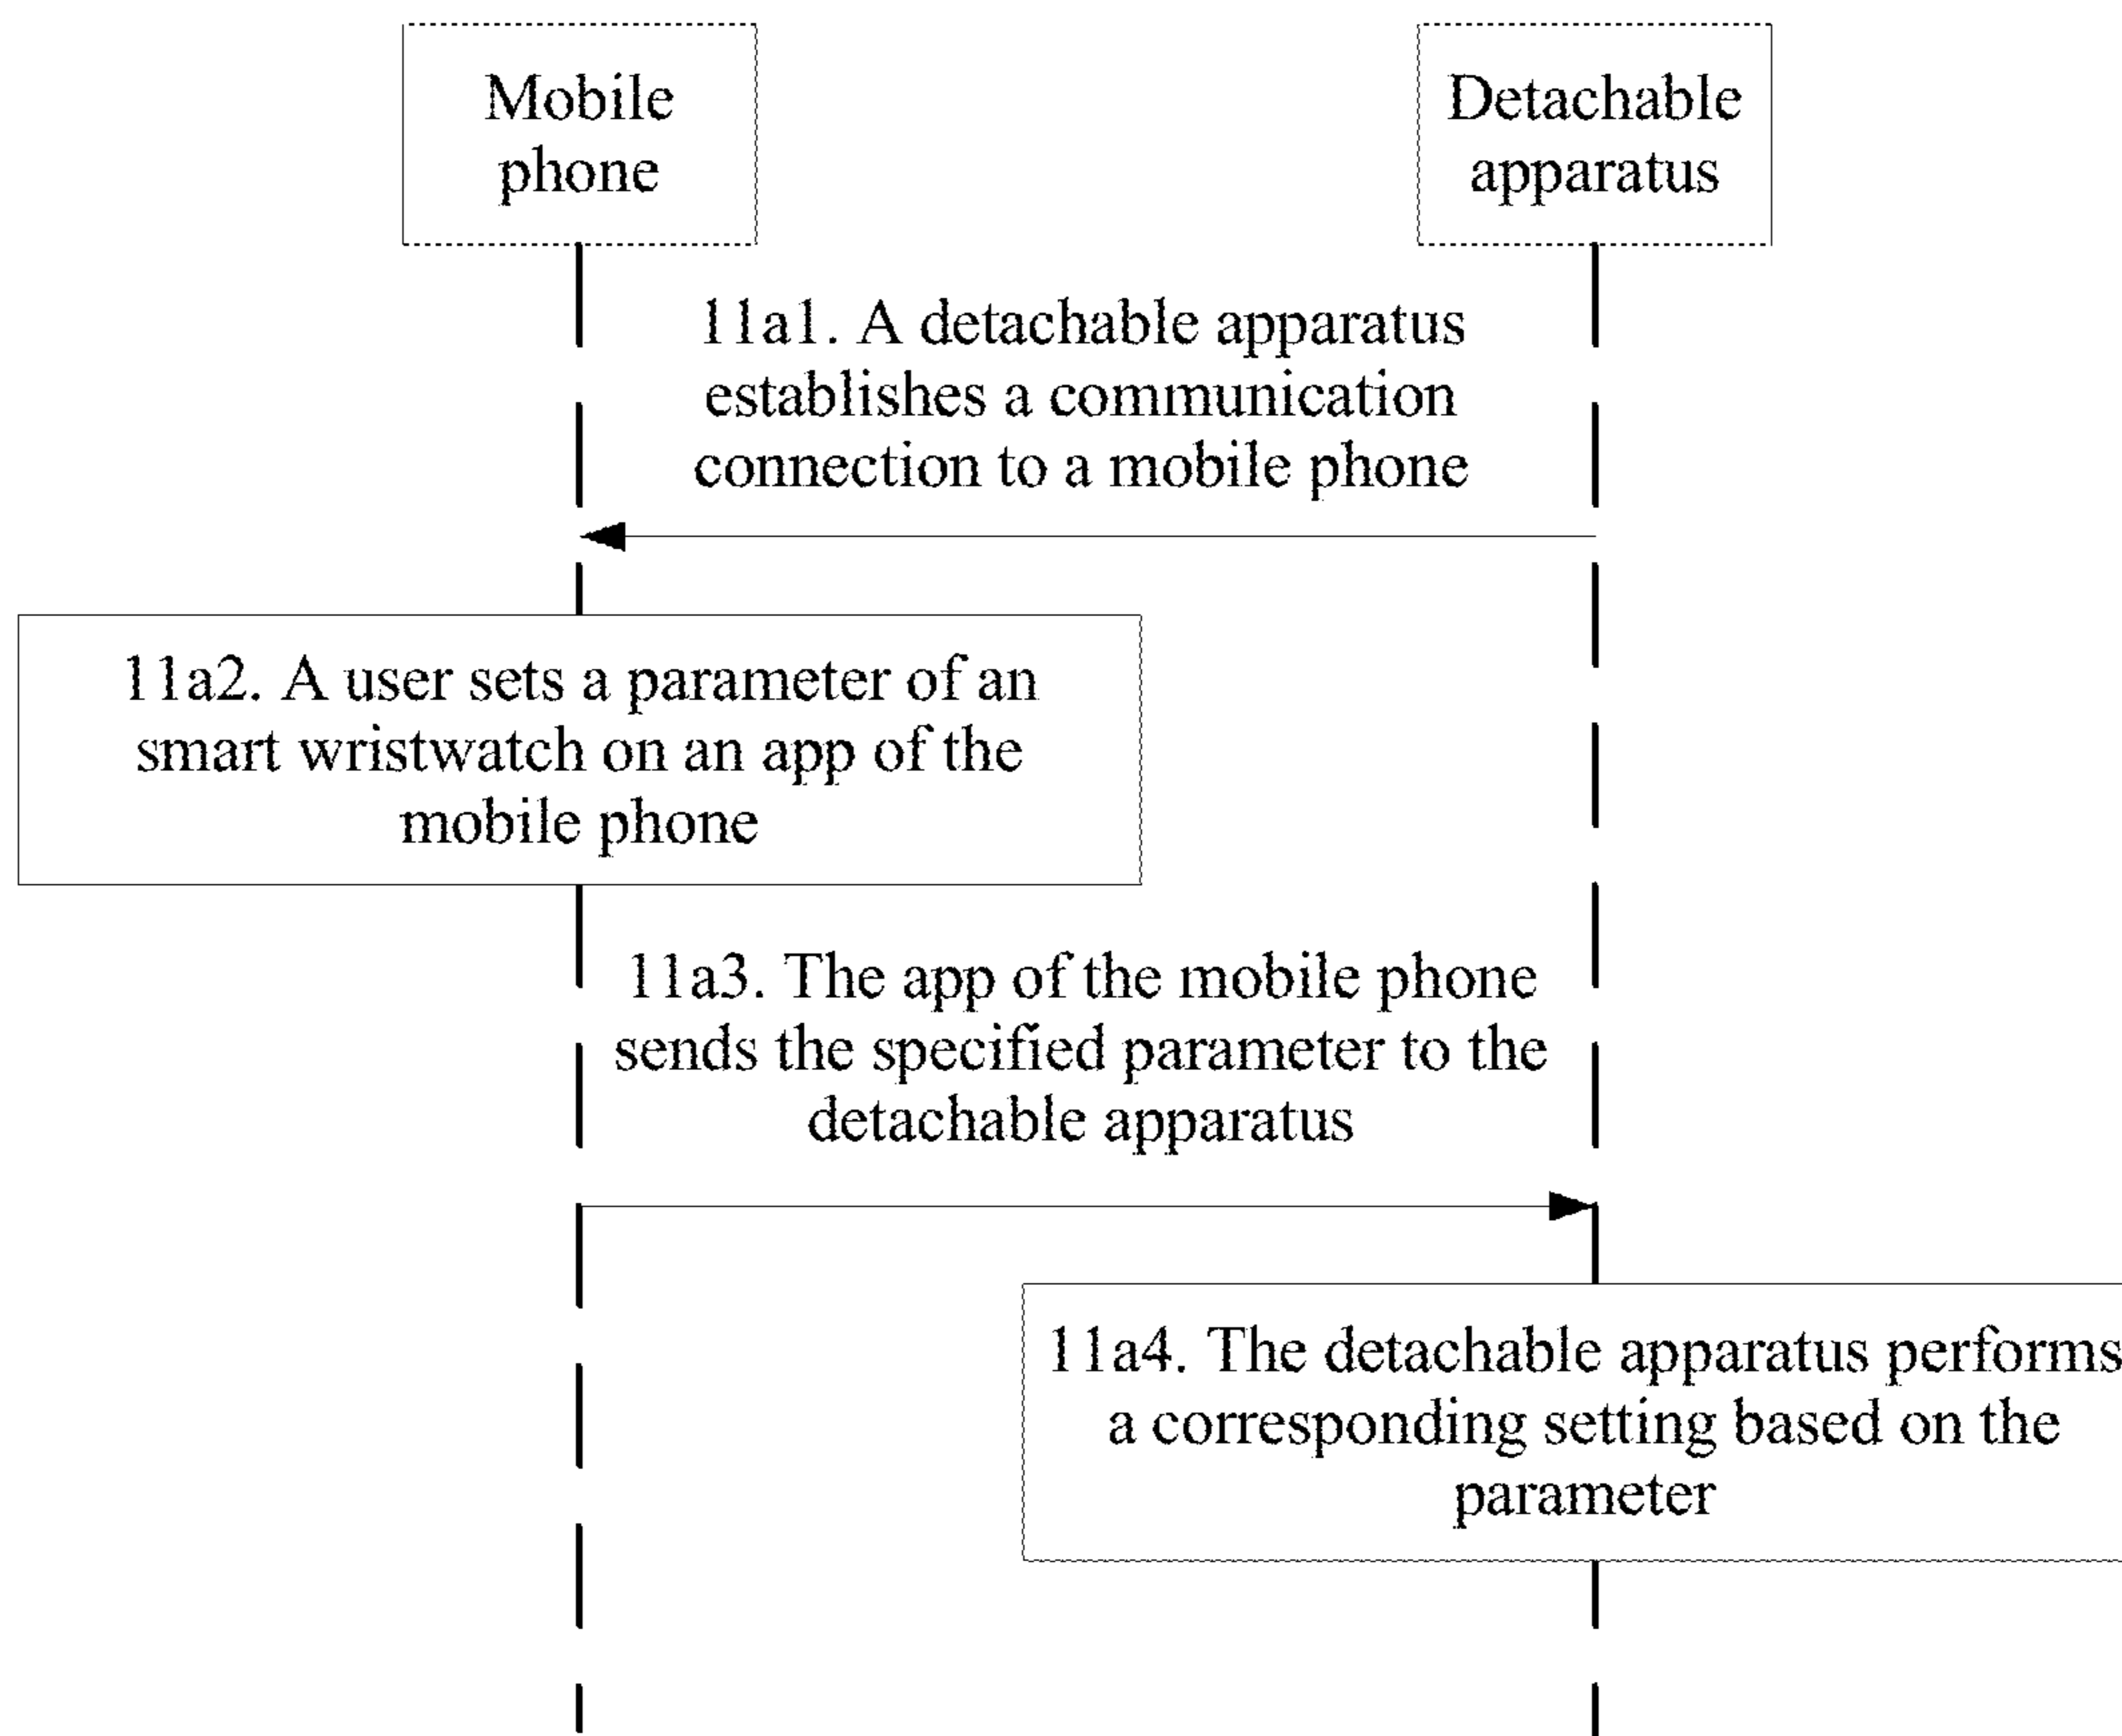 Mobile
phone
Detachable
apparatus
11a1. A detachable apparatus
establishes a communication
connection to a mobile phone
11a2. A user sets a parameter of an
smart wristwatch on an app of the
mobile phone
11a3. The app of the mobile phone
sends the specified parameter to the
detachable apparatus
11a4. The detachable apparatus performs
a corresponding setting based on the
parameter